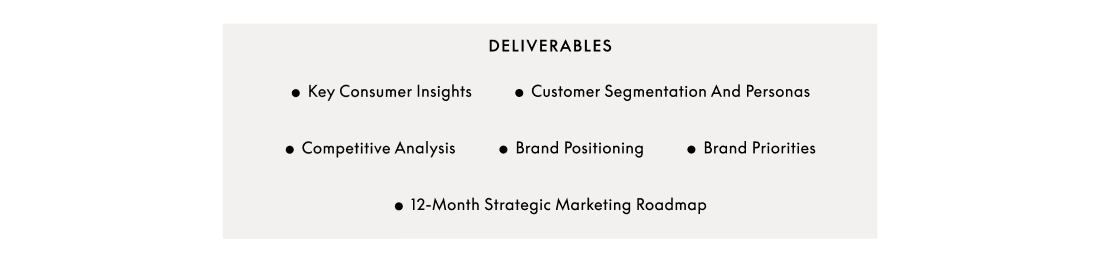 DELIVERABLES
• Key Consumer Insights • Customer Segmentation And Personas
• Competitive Analysis • Brand Positioning • Brand Priorities
• 12-Month Strategic Marketing Roadmap